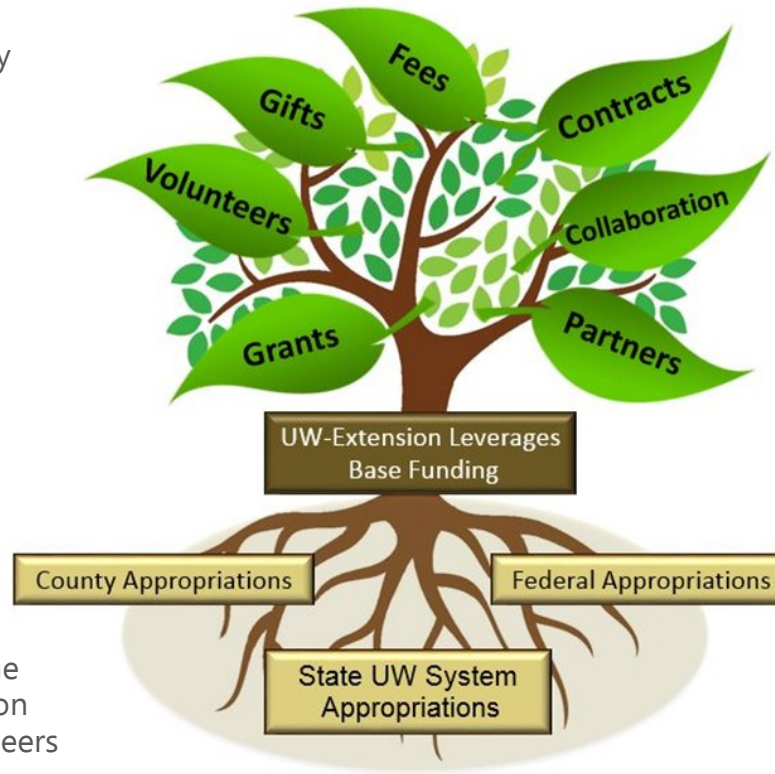 Fees
Gifts
Contracts
Volunteers
Collaboration
Grants
Partners
UW-Extension Leverages
Base Funding
County Appropriations
Federal Appropriations
State UW System
Appropriations